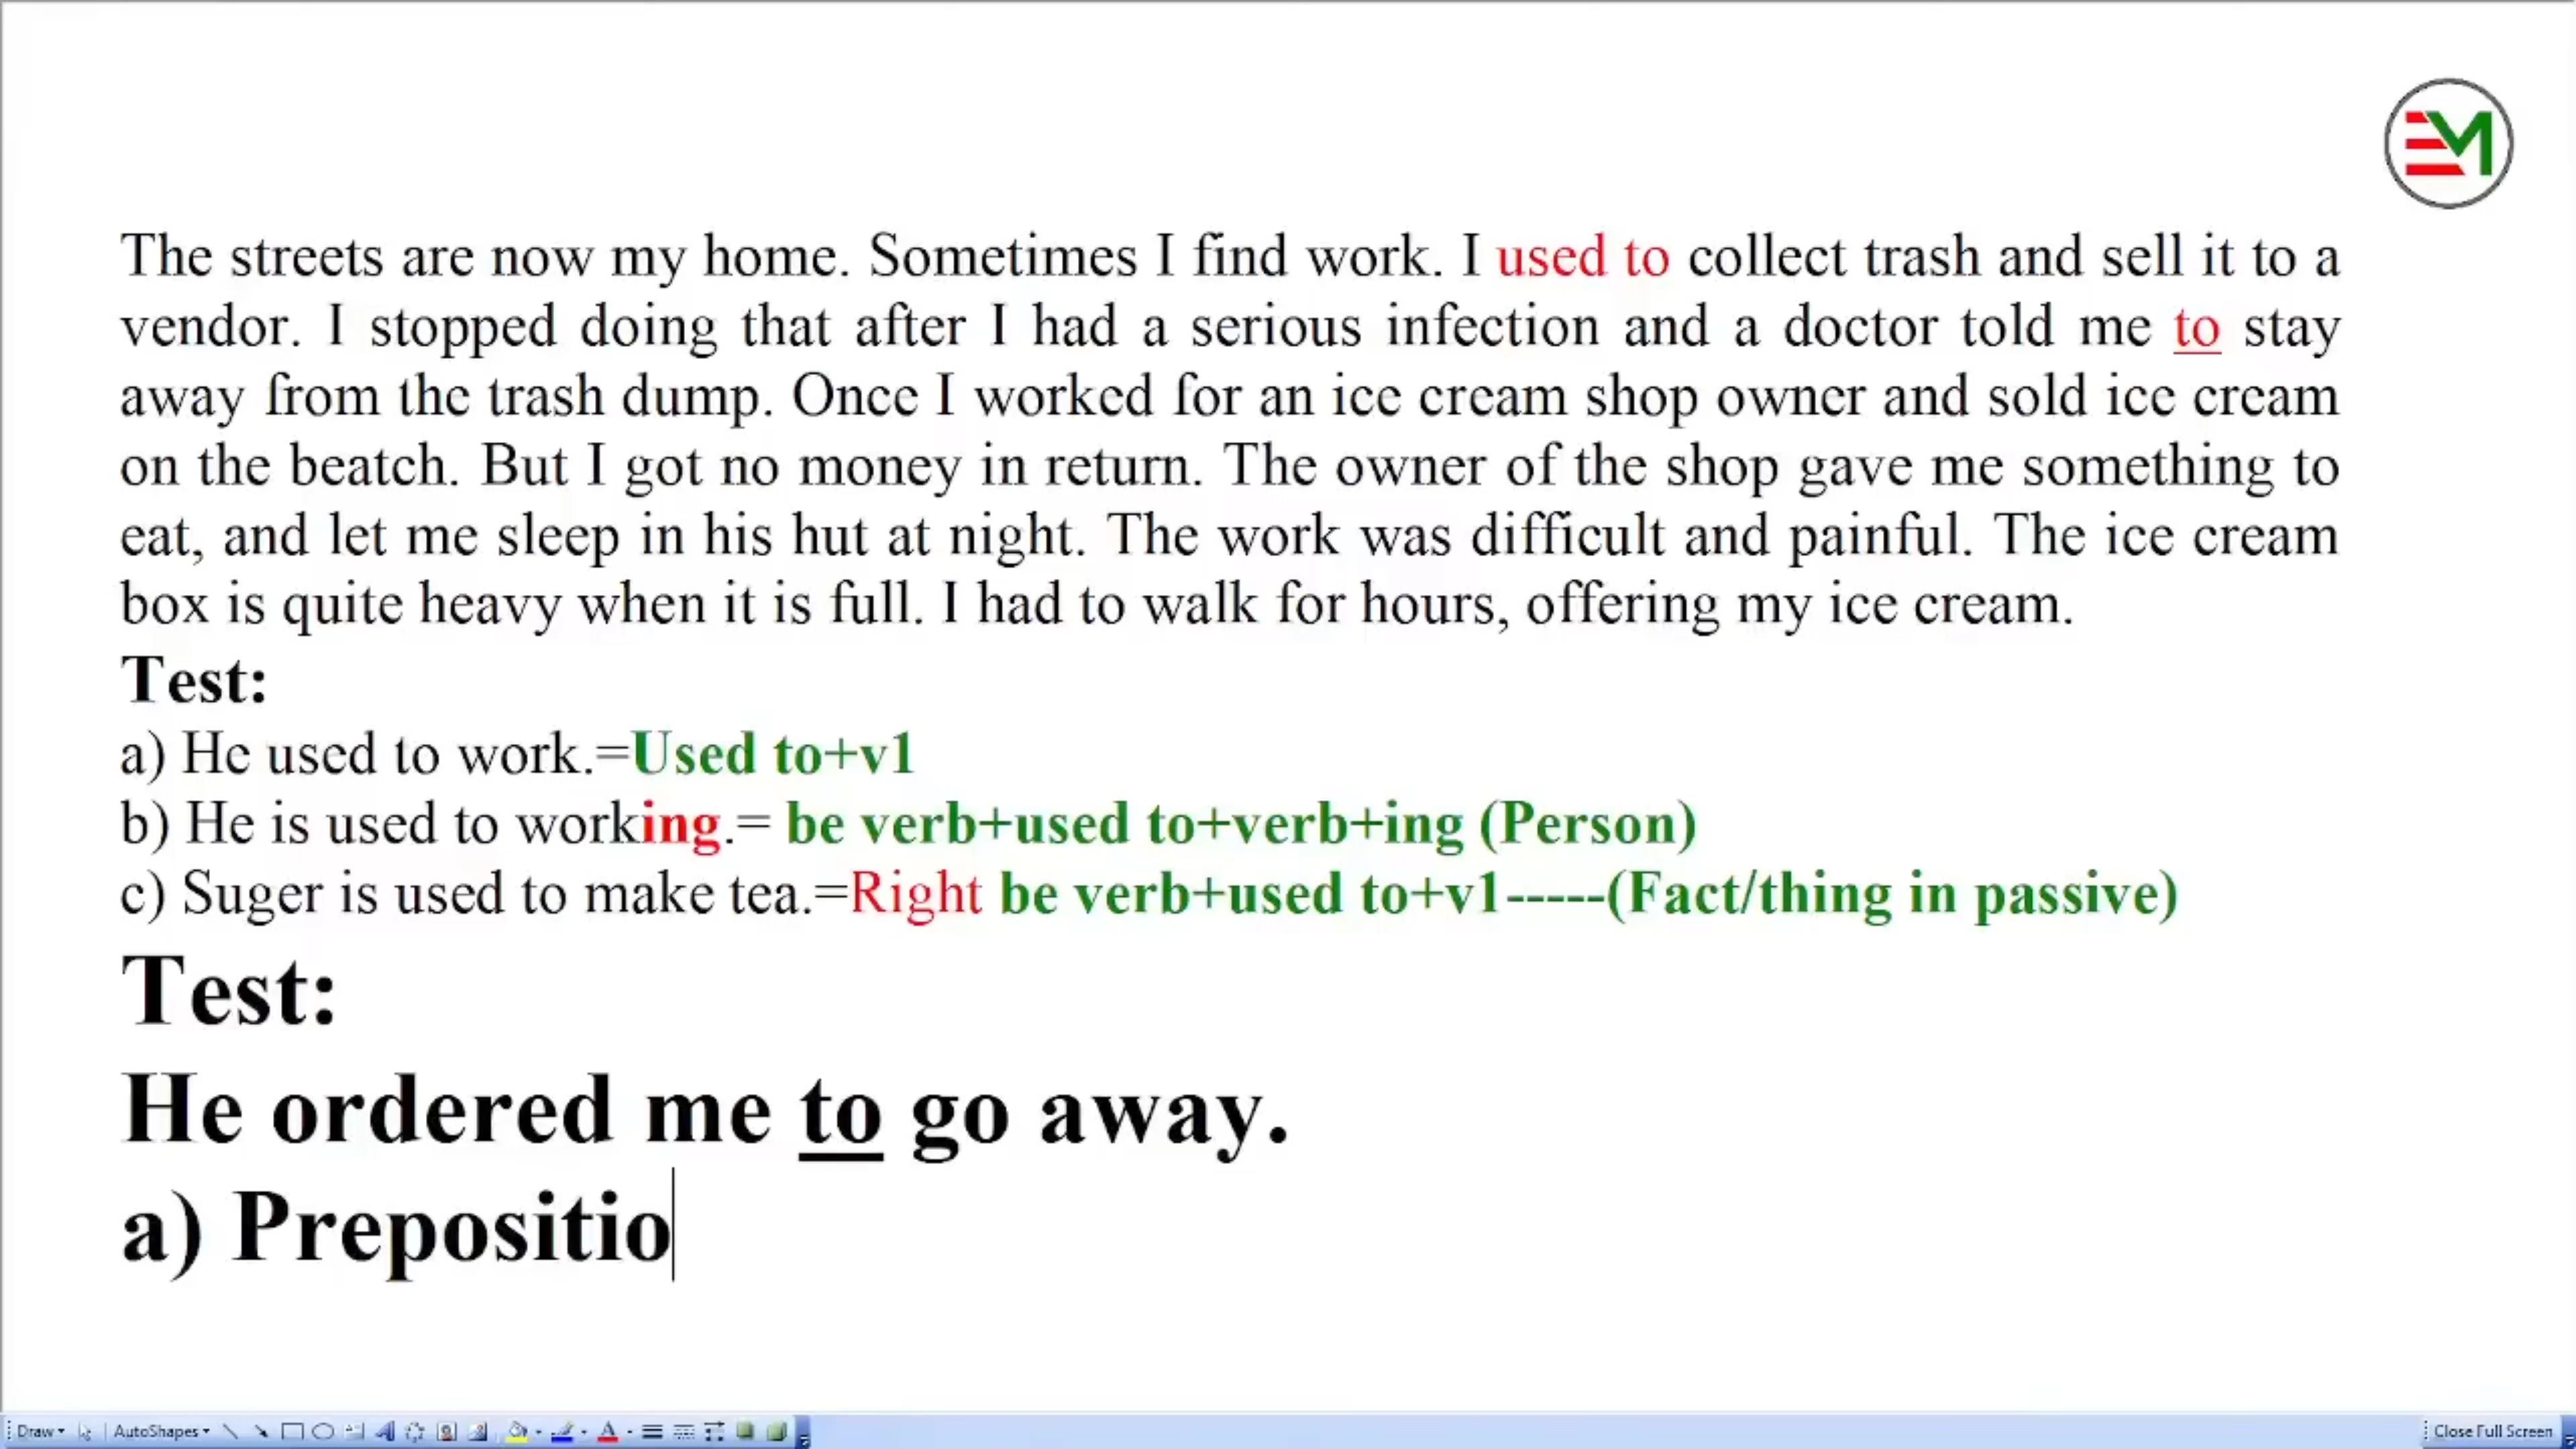 EM
The streets are now my home. Sometimes I find work. I used to collect trash and sell it to a
vendor. I stopped doing that after I had a serious infection and a doctor told me to stay
away from the trash dump. Once I worked for an ice cream shop owner and sold ice cream
on the beatch. But I got no money in return. The owner of the shop gave me something to
eat, and let me sleep in his hut at night. The work was difficult and painful. The ice cream
box is quite heavy when it is full. I had to walk for hours, offering my ice cream.
Test:
a) He used to work.=Used to+v1
b) He is used to working.= be verb+used to+verb+ing (Person)
c) Suger is used to make tea.=Right be verb+used to+v1-----(Fact/thing in passive)
Test:
He ordered me to go away.
a) Prepositio
Draw AutoShapes Close Full Screen